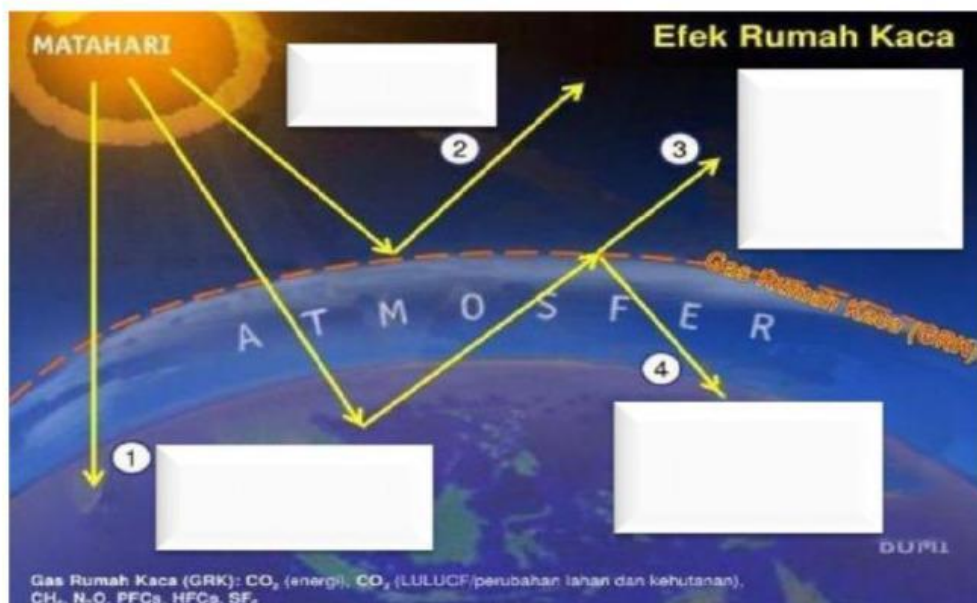 MATAHARI
Efek Rumah Kaca
2
3
Gas Rumah Kaca (GRK)
ATMOSFER
4
1
BUMI
Gas Rumah Kaca (GRK): CO₂ (energi), CO₂ (LULUCF/perubahan lahan dan kehutanan),
CH₄, N₂O, PFCs, HFCs, SF₆